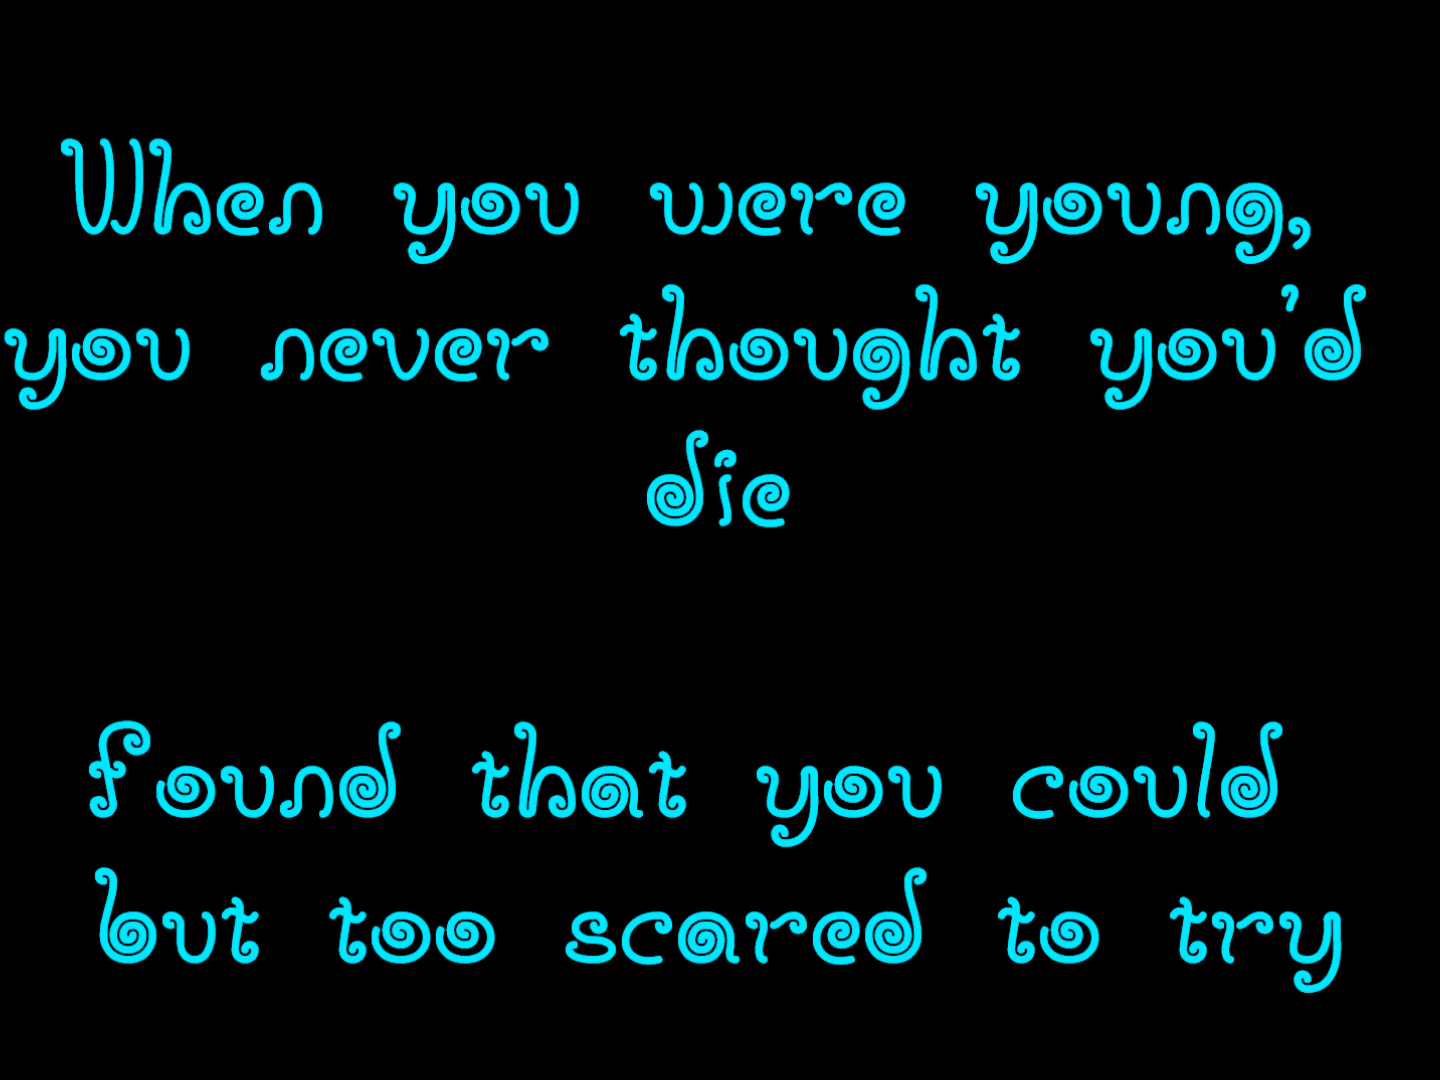 When you were young,
you never thought you'd
die
found that you could
but too scared to try